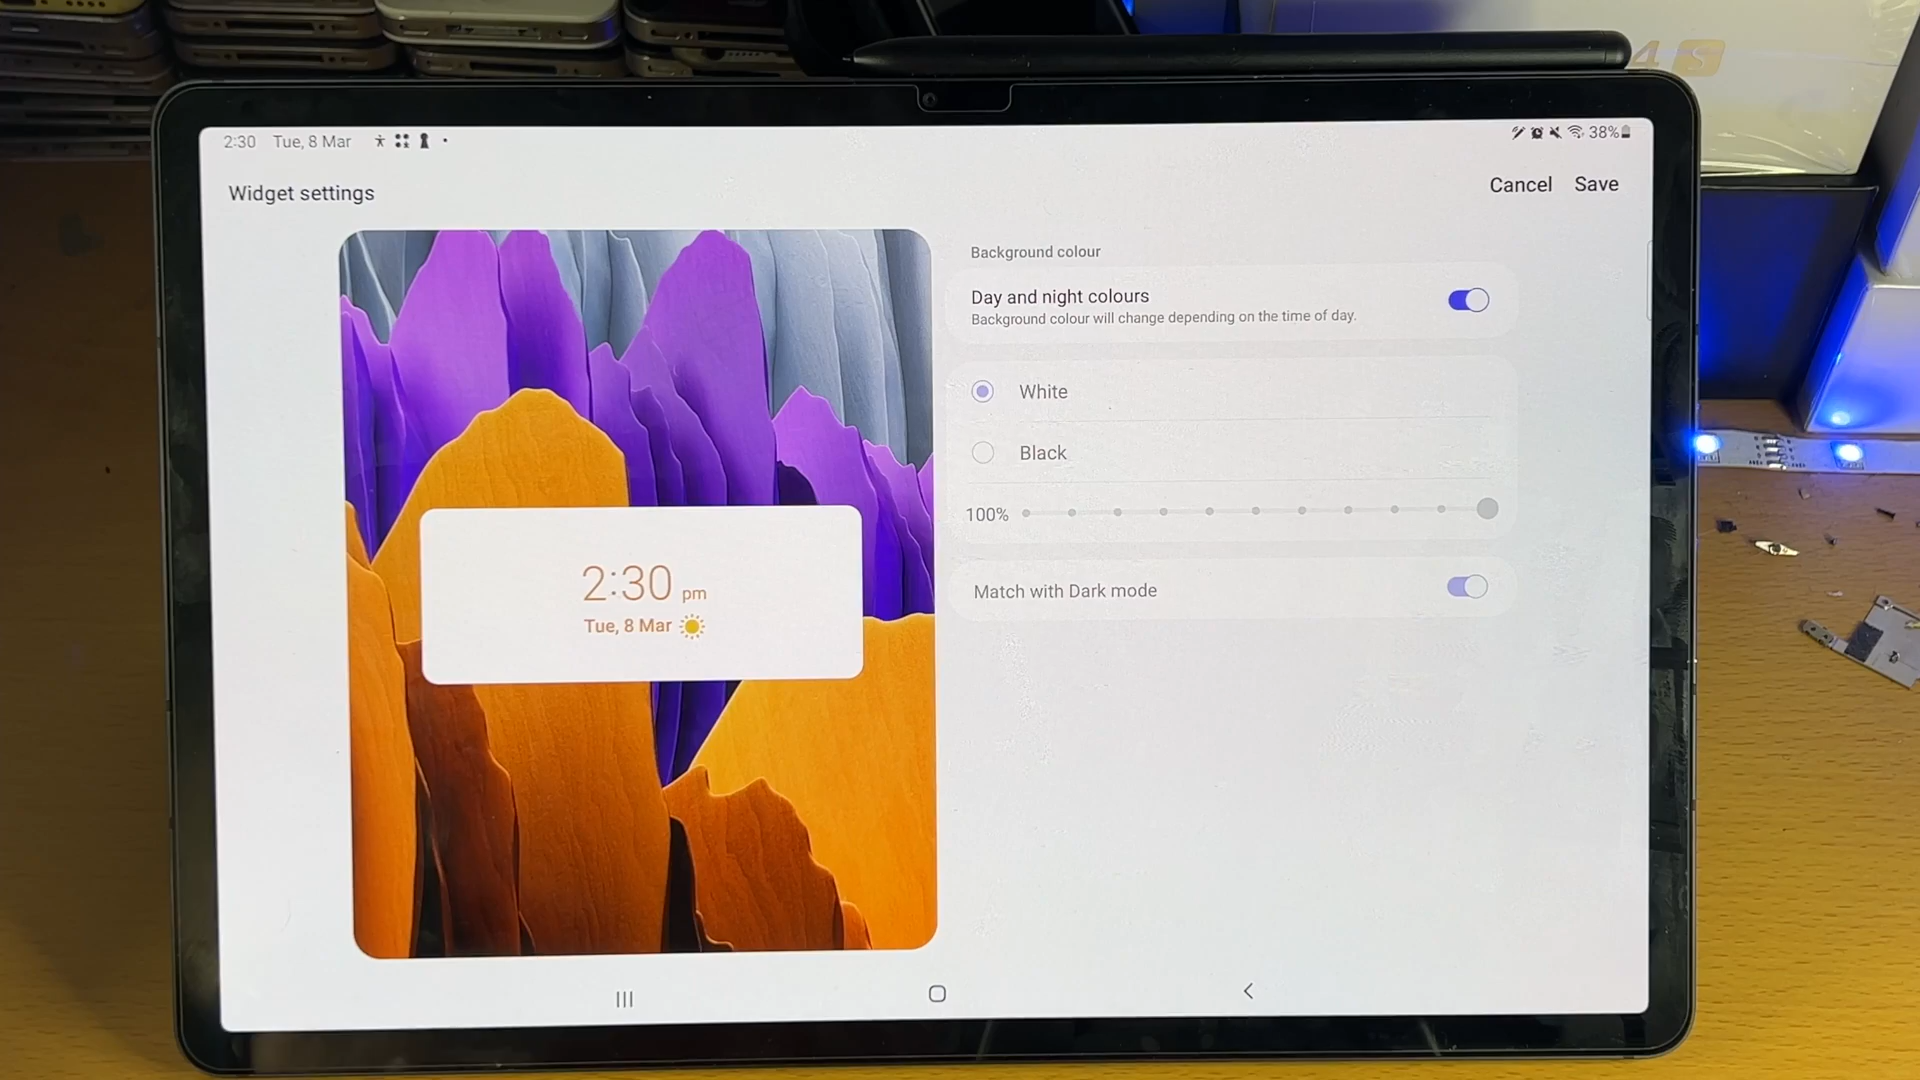 4S
2:30 Tue, 8 Mar
38%
Widget settings
Cancel Save
Background colour
Day and night colours
Background colour will change depending on the time of day.
White
Black
100%
Match with Dark mode
2:30 pm
Tue, 8 Mar